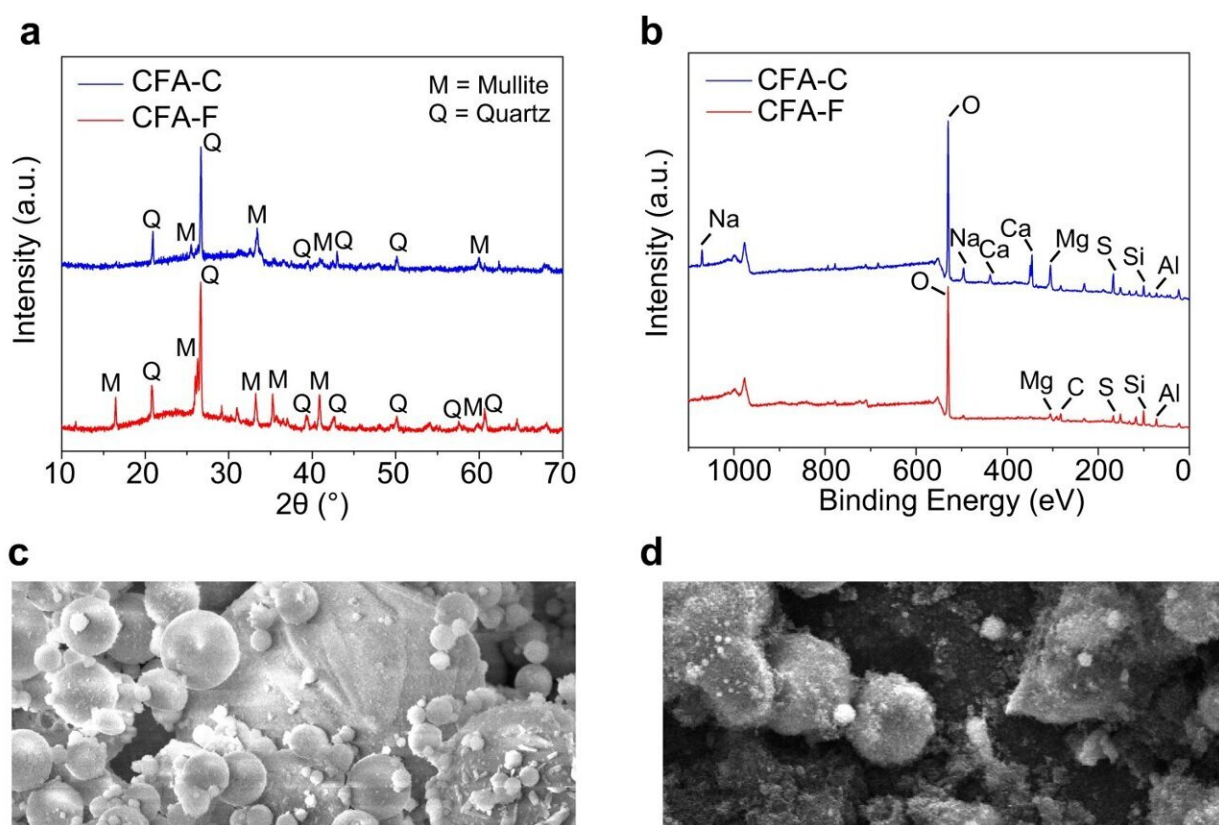 a
CFA-C
CFA-F
M = Mullite
Q = Quartz
Q
Q
M
M
Q
M
Q
Q
M
Q
M
Q
M
M
M
M
Q
Q
Q
Q
M
Q
Intensity (a.u.)
10 20 30 40 50 60 70
2θ (°)
b
CFA-C
CFA-F
O
Na
Na
Ca
Ca
Mg
S
Si
Al
O
Mg
C
S
Si
Al
Intensity (a.u.)
1000 800 600 400 200 0
Binding Energy (eV)
c
d